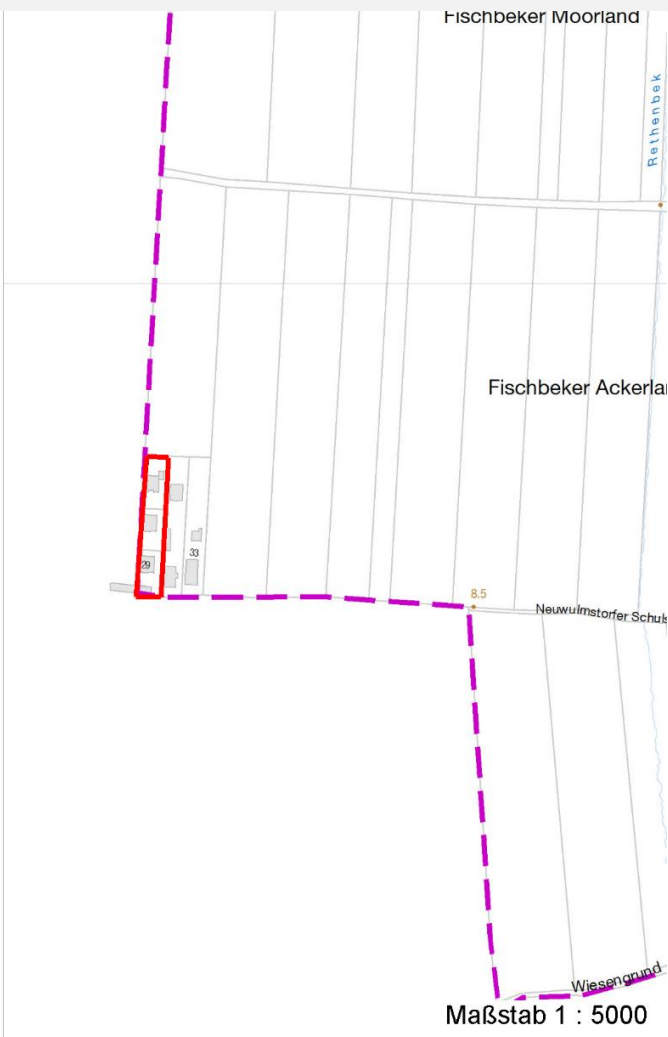 Fischbeker Moorland
Rethenbek
Fischbeker Ackerlan
33
29
8.5
Neuwulmstorfer Schuls
Wiesengrund
Maßstab 1 : 5000